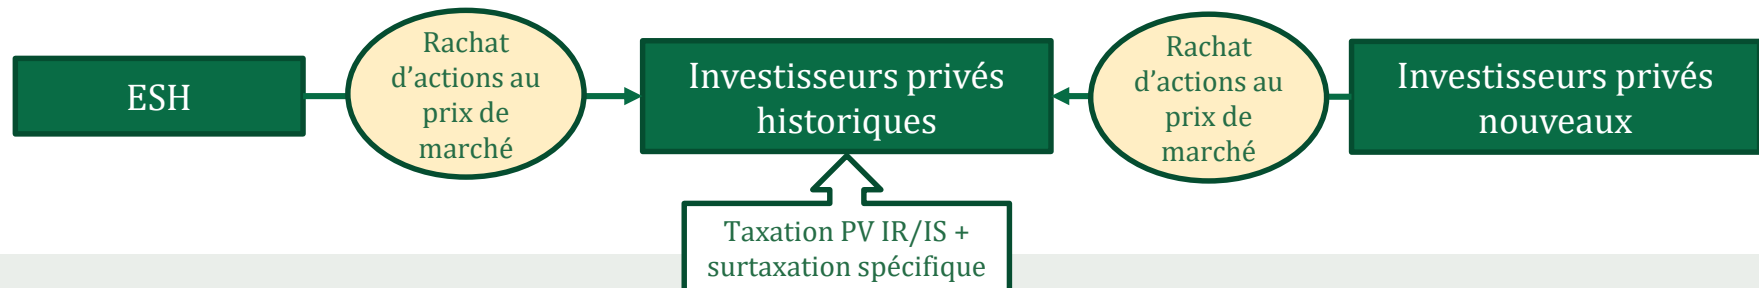 ESH
Rachat
d’actions au
prix de
marché
Investisseurs privés
historiques
Rachat
d’actions au
prix de
marché
Investisseurs privés
nouveaux
Taxation PV IR/IS +
surtaxation spécifique